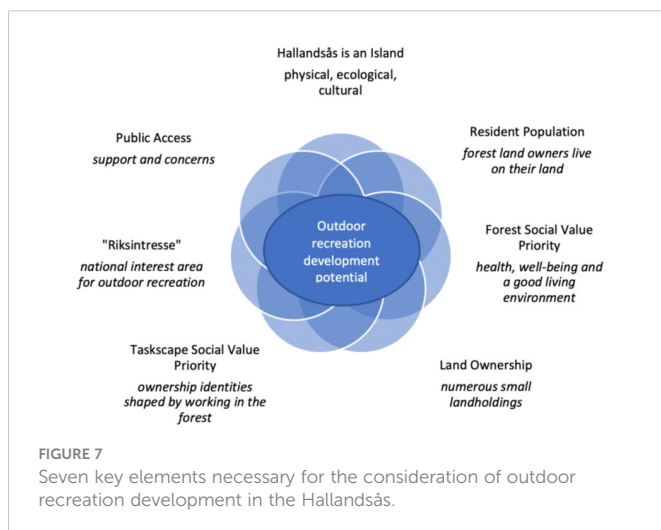 Hallandsås is an Island
physical, ecological,
cultural
Public Access
support and concerns
Resident Population
forest land owners live
on their land
"Riksintresse"
national interest area
for outdoor recreation
Outdoor
recreation
development
potential
Forest Social Value
Priority
health, well-being and
a good living
environment
Taskscape Social Value
Priority
ownership identities
shaped by working in the
forest
Land Ownership
numerous small
landholdings
FIGURE 7
Seven key elements necessary for the consideration of outdoor
recreation development in the Hallandsås.